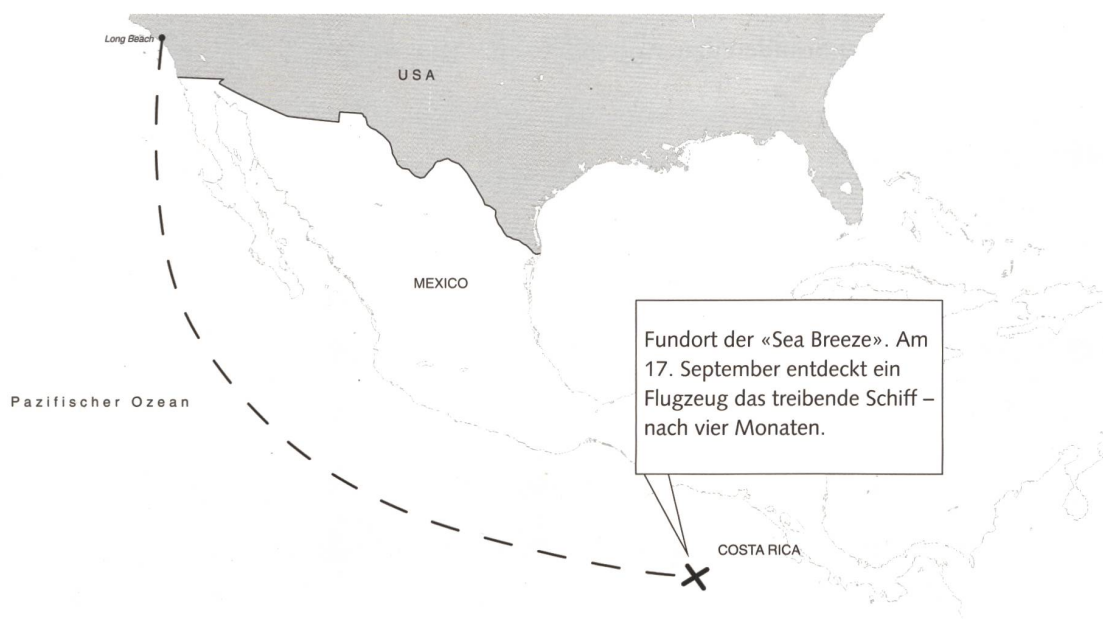 Long Beach
USA
MEXICO
Fundort der «Sea Breeze». Am
17. September entdeckt ein
Flugzeug das treibende Schiff –
nach vier Monaten.
Pazifischer Ozean
COSTA RICA